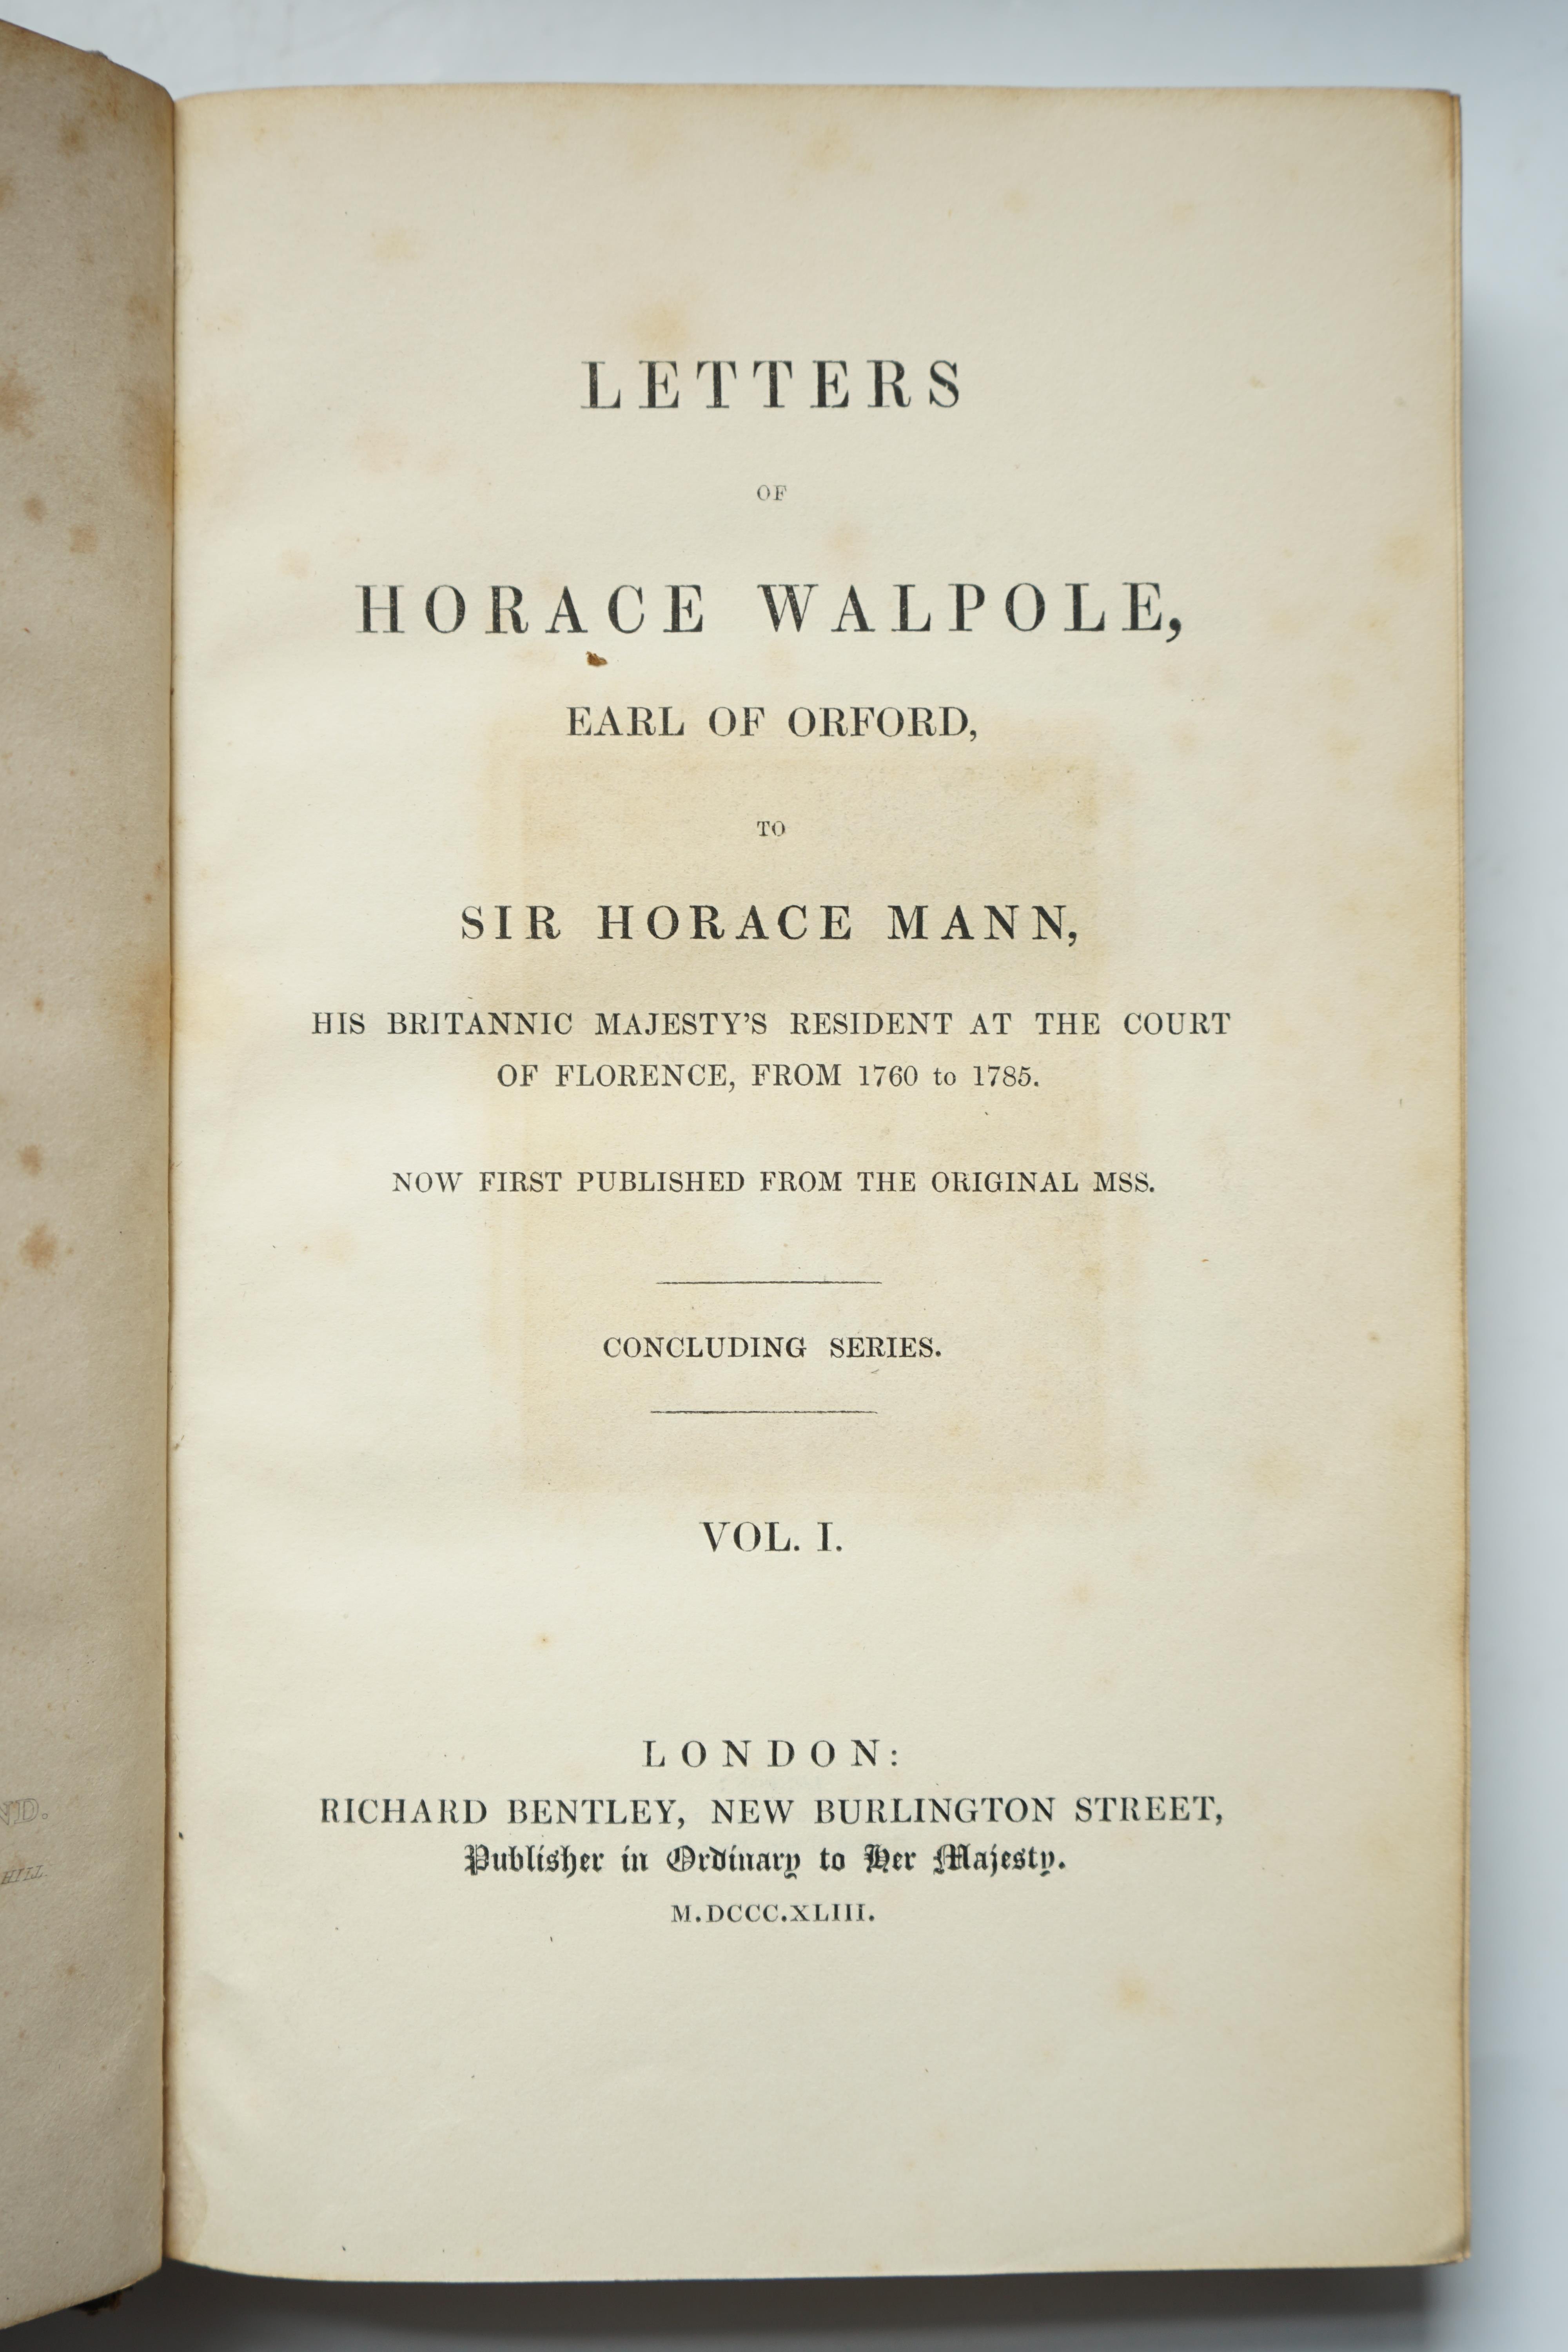 LETTERS
OF
HORACE WALPOLE,
EARL OF ORFORD,
TO
SIR HORACE MANN,
HIS BRITANNIC MAJESTY'S RESIDENT AT THE COURT
OF FLORENCE, FROM 1760 to 1785.
NOW FIRST PUBLISHED FROM THE ORIGINAL MSS.
CONCLUDING SERIES.
VOL. I.
LONDON:
RICHARD BENTLEY, NEW BURLINGTON STREET,
Publisher in Ordinary to Her Majesty.
M.DCCC.XLIII.
HILL.